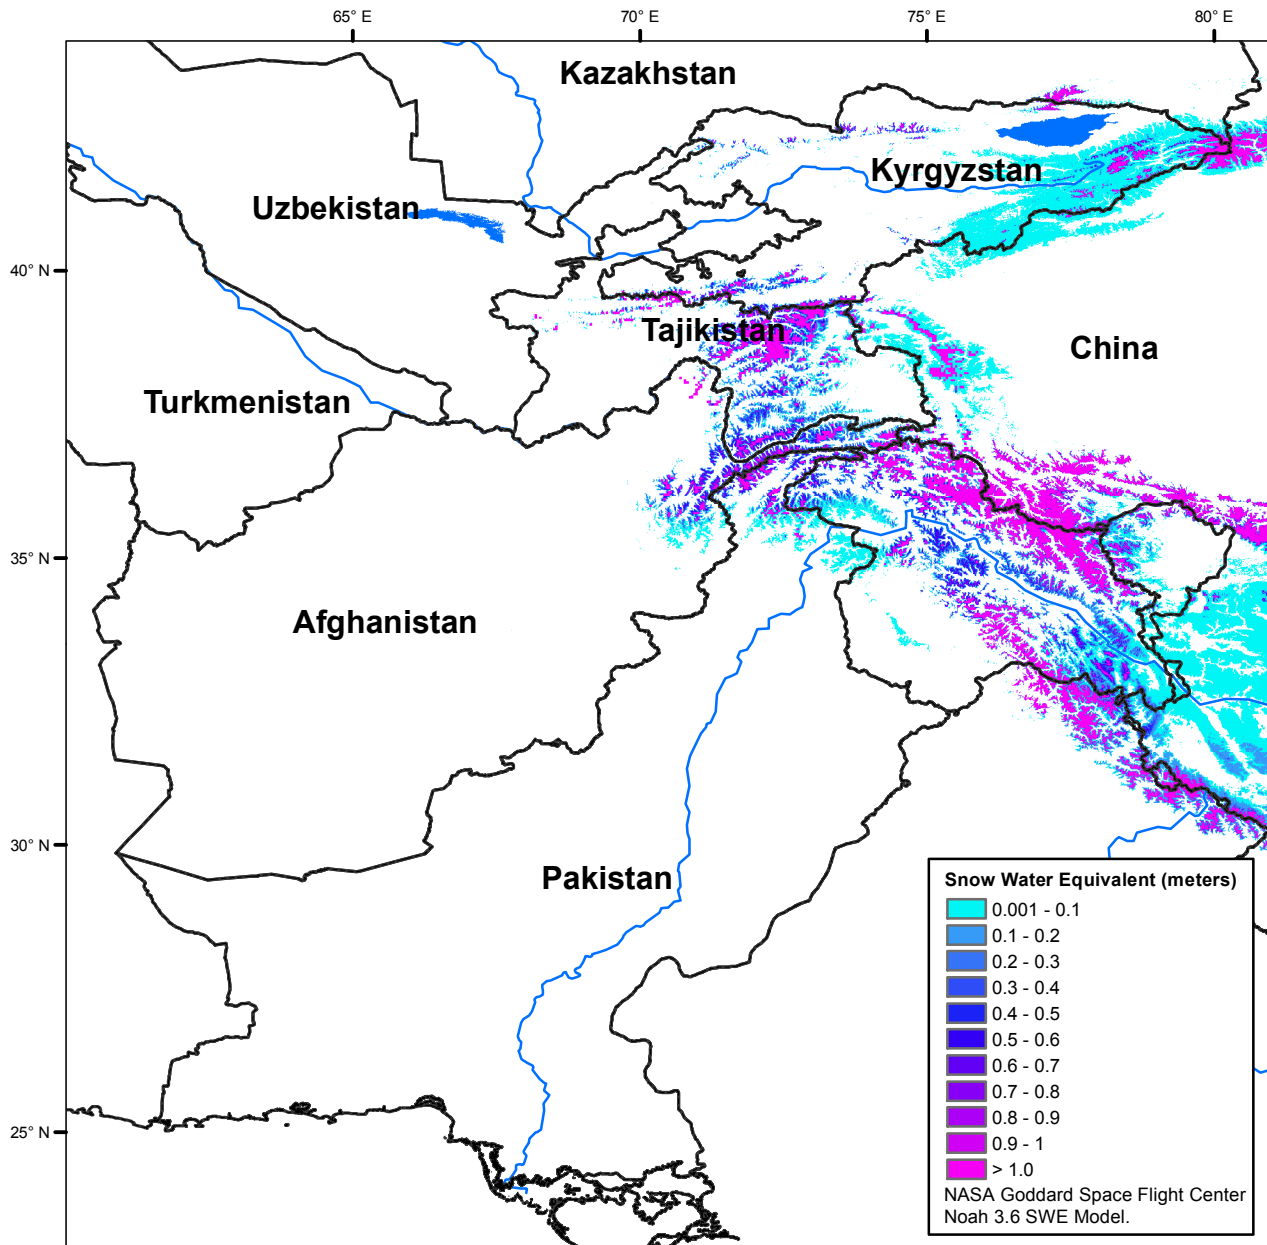 65° E
70° E
75° E
80° E
Kazakhstan
Kyrgyzstan
Uzbekistan
40° N
Tajikistan
China
Turkmenistan
35° N
Afghanistan
30° N
Pakistan
25° N
Snow Water Equivalent (meters)
0.001 - 0.1
0.1 - 0.2
0.2 - 0.3
0.3 - 0.4
0.4 - 0.5
0.5 - 0.6
0.6 - 0.7
0.7 - 0.8
0.8 - 0.9
0.9 - 1
> 1.0
NASA Goddard Space Flight Center
Noah 3.6 SWE Model.